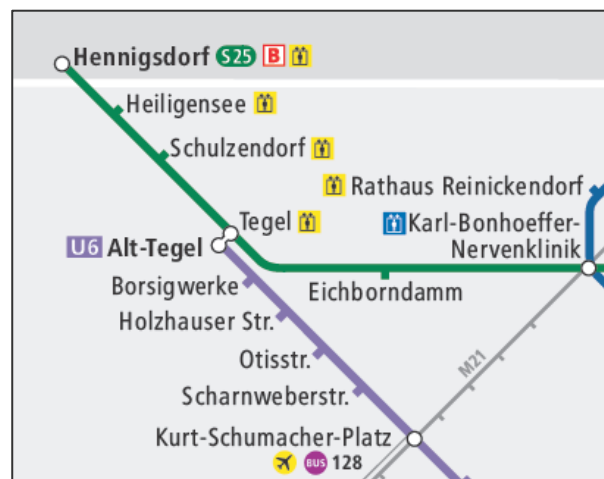 Hennigsdorf S25 B
Heiligensee
Schulzendorf
Rathaus Reinickendorf
Tegel
Karl-Bonhoeffer-
Nervenklinik
U6 Alt-Tegel
Borsigwerke
Eichborndamm
Holzhauser Str.
Otisstr.
M21
Scharnweberstr.
Kurt-Schumacher-Platz
BUS 128